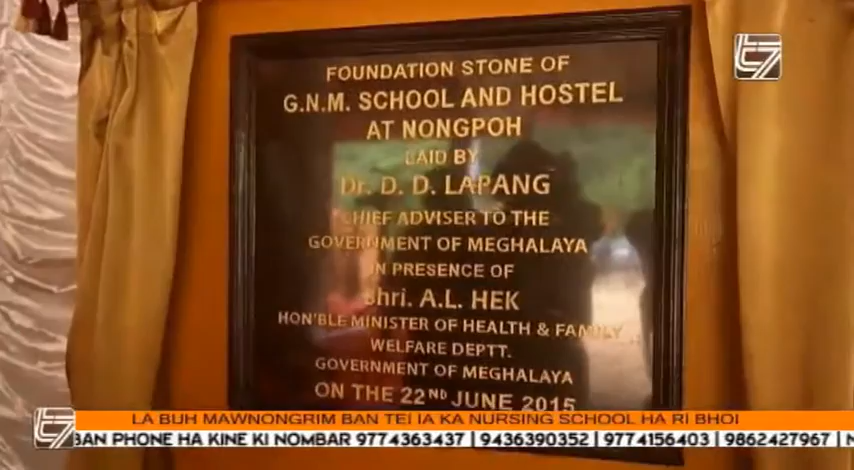 T7
FOUNDATION STONE OF
G.N.M. SCHOOL AND HOSTEL
AT NONGPOH
LAID BY
Dr. D. D. LAPANG
CHIEF ADVISER TO THE
GOVERNMENT OF MEGHALAYA
IN PRESENCE OF
Shri. A.L. HEK
HON'BLE MINISTER OF HEALTH & FAMILY
WELFARE DEPTT.
GOVERNMENT OF MEGHALAYA
ON THE 22ND JUNE 2015
T7
LA BUH MAWNONGRIM BAN TEI IA KA NURSING SCHOOL HA RI BHOI
BAN PHONE HA KINE KI NOMBAR 9774363437 | 9436390352 | 9774156403 | 9862427967 |